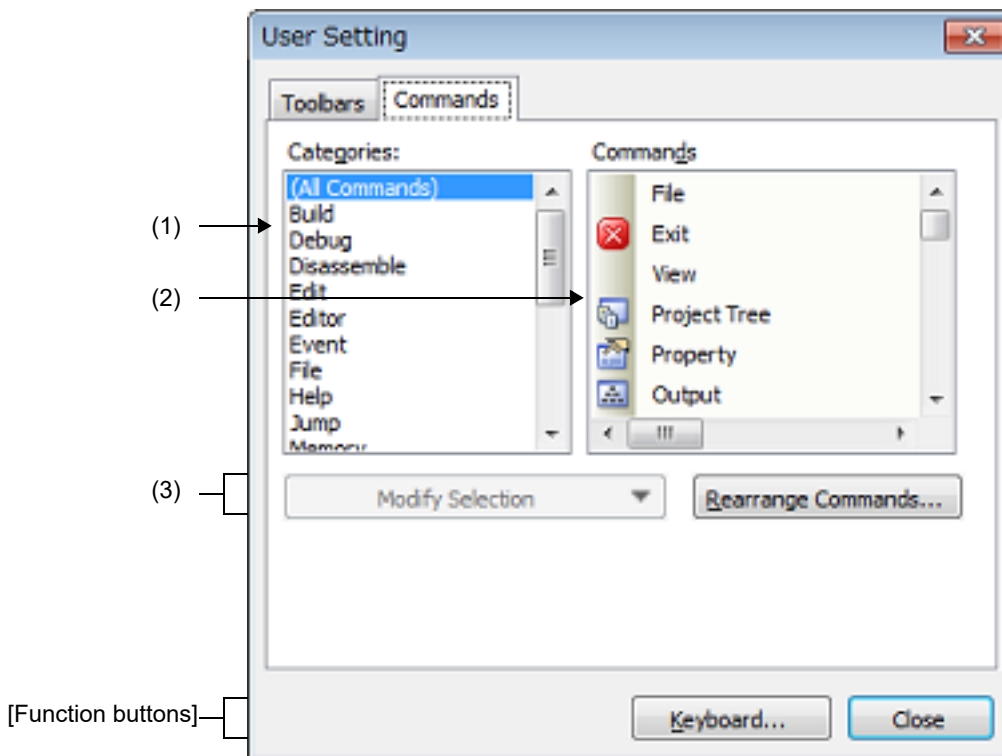 User Setting
Toolbars Commands
Categories: Commands
(All Commands)
Build
Debug
Disassemble
Edit
Editor
Event
File
Help
Jump
Memory
File
Exit
View
Project Tree
Property
Output
(1)
(2)
(3)
Modify Selection Rearrange Commands...
[Function buttons]
Keyboard... Close